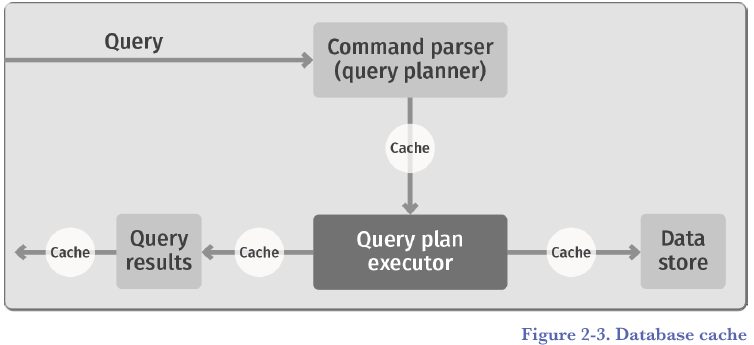 Query
Command parser
(query planner)
Cache
Cache
Query
results
Cache
Query plan
executor
Cache
Data
store
Figure 2-3. Database cache